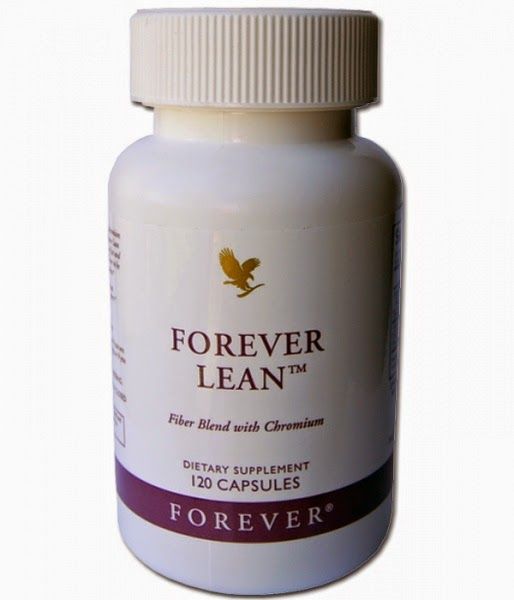 FOREVER
LEAN™
Fiber Blend with Chromium
DIETARY SUPPLEMENT
120 CAPSULES
FOREVER®